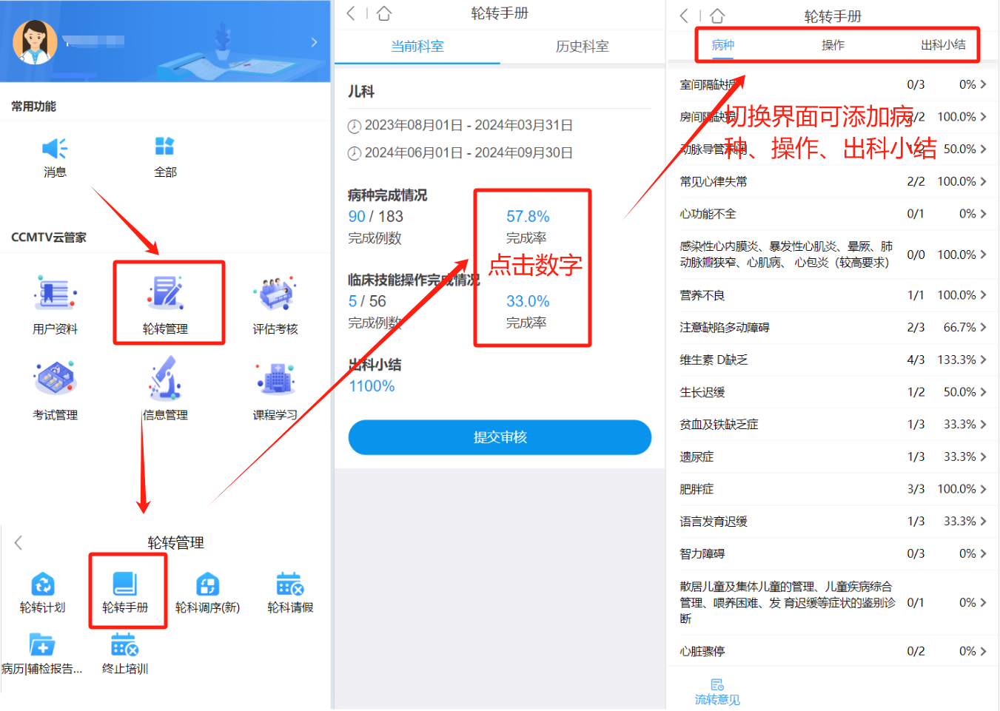 常用功能
消息
全部
CCMTV云管家
用户资料
轮转管理
评估考核
考试管理
信息管理
课程学习
轮转管理
轮转计划
轮转手册
轮科调序(新)
轮科请假
病历|辅检报告...
终止培训
轮转手册
当前科室
历史科室
儿科
2023年08月01日 - 2024年03月31日
2024年06月01日 - 2024年09月30日
病种完成情况
90 / 183
57.8%
完成例数
完成率
点击数字
临床技能操作完成情况
5 / 56
33.0%
完成例数
完成率
出科小结
1100%
提交审核
轮转手册
病种
操作
出科小结
切换界面可添加病
种、操作、出科小结
室间隔缺损 0/3 0%
房间隔缺损 2/2 100.0%
动脉导管未闭 1/2 50.0%
常见心律失常 2/2 100.0%
心功能不全 0/1 0%
感染性心内膜炎、暴发性心肌炎、晕厥、肺
动脉瓣狭窄、心肌病、 心包炎（较高要求） 0/0 100.0%
营养不良 1/1 100.0%
注意缺陷多动障碍 2/3 66.7%
维生素 D缺乏 4/3 133.3%
生长迟缓 1/2 50.0%
贫血及铁缺乏症 1/3 33.3%
遗尿症 1/3 33.3%
肥胖症 3/3 100.0%
语言发育迟缓 1/3 33.3%
智力障碍 0/3 0%
散居儿童及集体儿童的管理、儿童疾病综合
管理、喂养困难、发 育迟缓等症状的鉴别诊 0/1 0%
断
心脏骤停 0/2 0%
流转意见